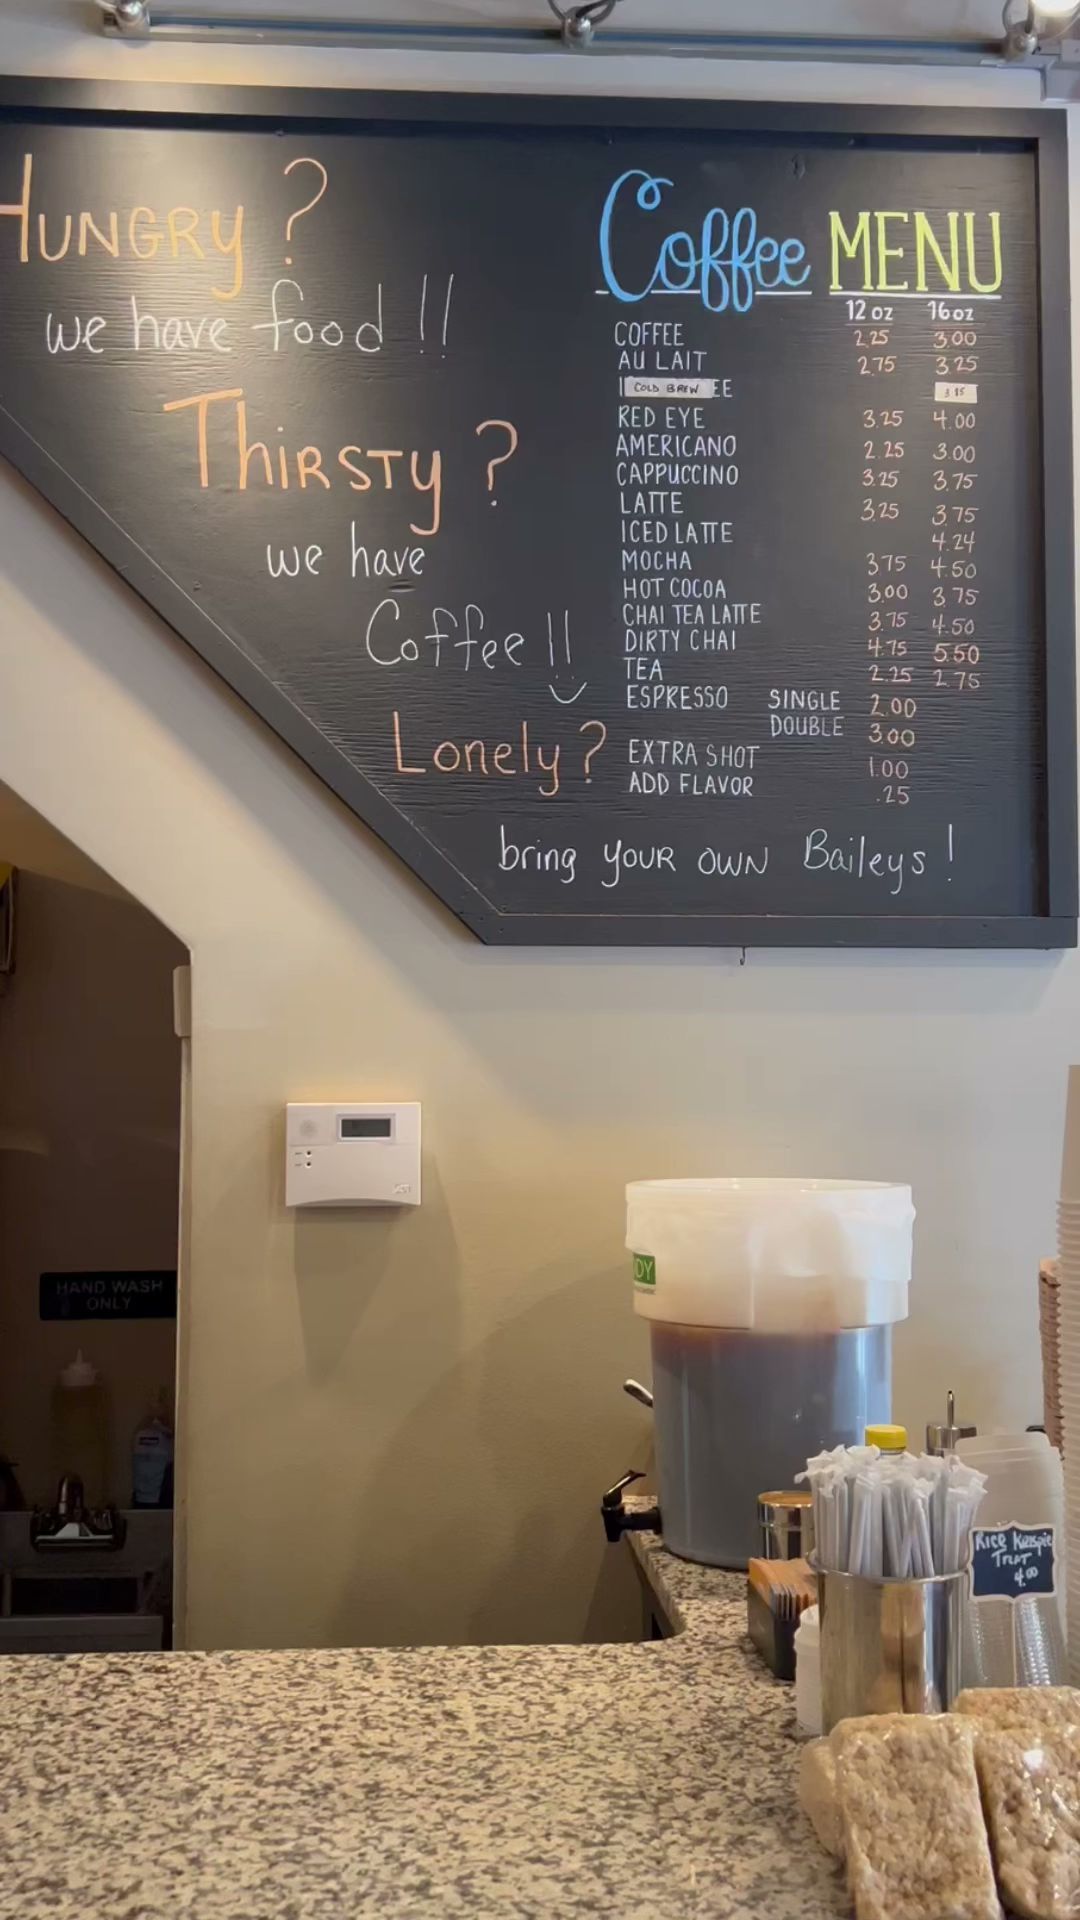 HUNGRY ?
we have food !!
THIRSTY ?
we have
Coffee !!
Lonely ?
bring YOUR OWN Baileys !
Coffee MENU
12 oz 16 oz
COFFEE 2.25 3.00
AU LAIT 2.75 3.25
COLD BREW
RED EYE 3.25 4.00
AMERICANO 2.25 3.00
CAPPUCCINO 3.25 3.75
LATTE 3.25 3.75
ICED LATTE 4.24
MOCHA 3.75 4.50
HOT COCOA 3.00 3.75
CHAI TEA LATTE 3.75 4.50
DIRTY CHAI 4.75 5.50
TEA 2.25 2.75
ESPRESSO SINGLE 2.00
DOUBLE 3.00
EXTRA SHOT 1.00
ADD FLAVOR .25
HAND WASH
ONLY
RICE KRISPIE
TREAT
4.00